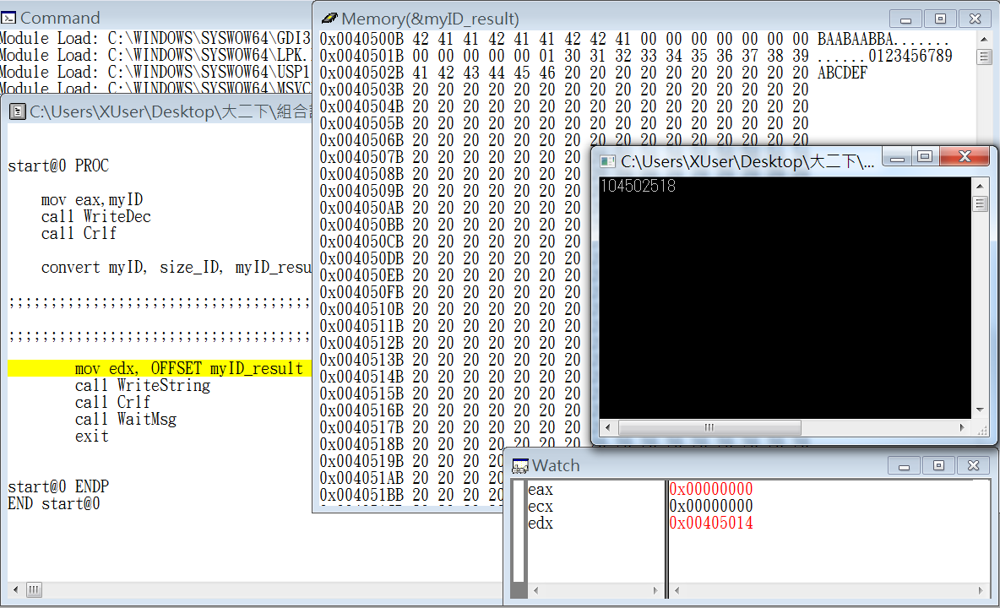 Command
Module Load: C:\WINDOWS\SYSWOW64\GDI3
Module Load: C:\WINDOWS\SYSWOW64\LPK.
Module Load: C:\WINDOWS\SYSWOW64\USP1
Module Load: C:\WINDOWS\SYSWOW64\MSVC
C:\Users\XUser\Desktop\大二下\組合
start@0 PROC
mov eax,myID
call WriteDec
call Crlf
convert myID, size_ID, myID_resu
;;;;;;;;;;;;;;;;;;;;;;;;;;;;;;;;;;;;
;;;;;;;;;;;;;;;;;;;;;;;;;;;;;;;;;;;;
mov edx, OFFSET myID_result
call WriteString
call Crlf
call WaitMsg
exit
start@0 ENDP
END start@0
Memory(&myID_result)
0x0040500B 42 41 41 42 41 41 42 42 41 00 00 00 00 00 00 00 BAABAABBA.......
0x0040501B 00 00 00 00 00 01 30 31 32 33 34 35 36 37 38 39 ......0123456789
0x0040502B 41 42 43 44 45 46 20 20 20 20 20 20 20 20 20 20 ABCDEF
0x0040503B 20 20 20 20 20 20 20 20 20 20 20 20 20 20 20 20
0x0040504B 20 20 20 20 20 20 20 20 20 20 20 20 20 20 20 20
0x0040505B 20 20 20 20 20 20 20 20 20 20 20 20 20 20 20 20
0x0040506B 20 20 20 20 20 20 20 20 20 20 20 20 20 20 20 20
0x0040507B 20 20 20 20 20 20 20
0x0040508B 20 20 20 20 20 20 20
0x0040509B 20 20 20 20 20 20 20
0x004050AB 20 20 20 20 20 20 20
0x004050BB 20 20 20 20 20 20 20
0x004050CB 20 20 20 20 20 20 20
0x004050DB 20 20 20 20 20 20 20
0x004050EB 20 20 20 20 20 20 20
0x004050FB 20 20 20 20 20 20 20
0x0040510B 20 20 20 20 20 20 20
0x0040511B 20 20 20 20 20 20 20
0x0040512B 20 20 20 20 20 20 20
0x0040513B 20 20 20 20 20 20 20
0x0040514B 20 20 20 20 20 20 20
0x0040515B 20 20 20 20 20 20 20
0x0040516B 20 20 20 20 20 20 20
0x0040517B 20 20 20 20 20 20 20
0x0040518B 20 20 20 20 20 20 20
0x0040519B 20 20 20 20
0x004051AB 20 20 20 20
0x004051BB 20 20 20 20
C:\Users\XUser\Desktop\大二下\...
104502518
Watch
eax 0x00000000
ecx 0x00000000
edx 0x00405014